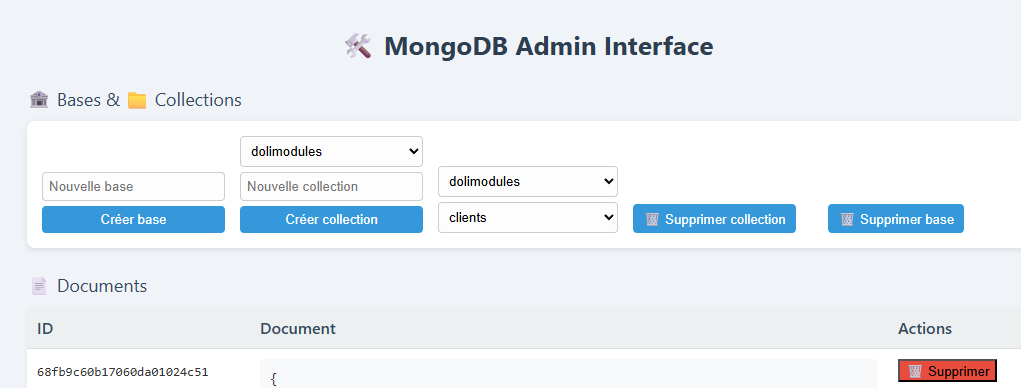 MongoDB Admin Interface
Bases & Collections
dolimodules
Nouvelle base
Nouvelle collection
dolimodules
Créer base
Créer collection
clients
Supprimer collection
Supprimer base
Documents
ID Document Actions
68fb9c60b17060da01024c51
{
Supprimer